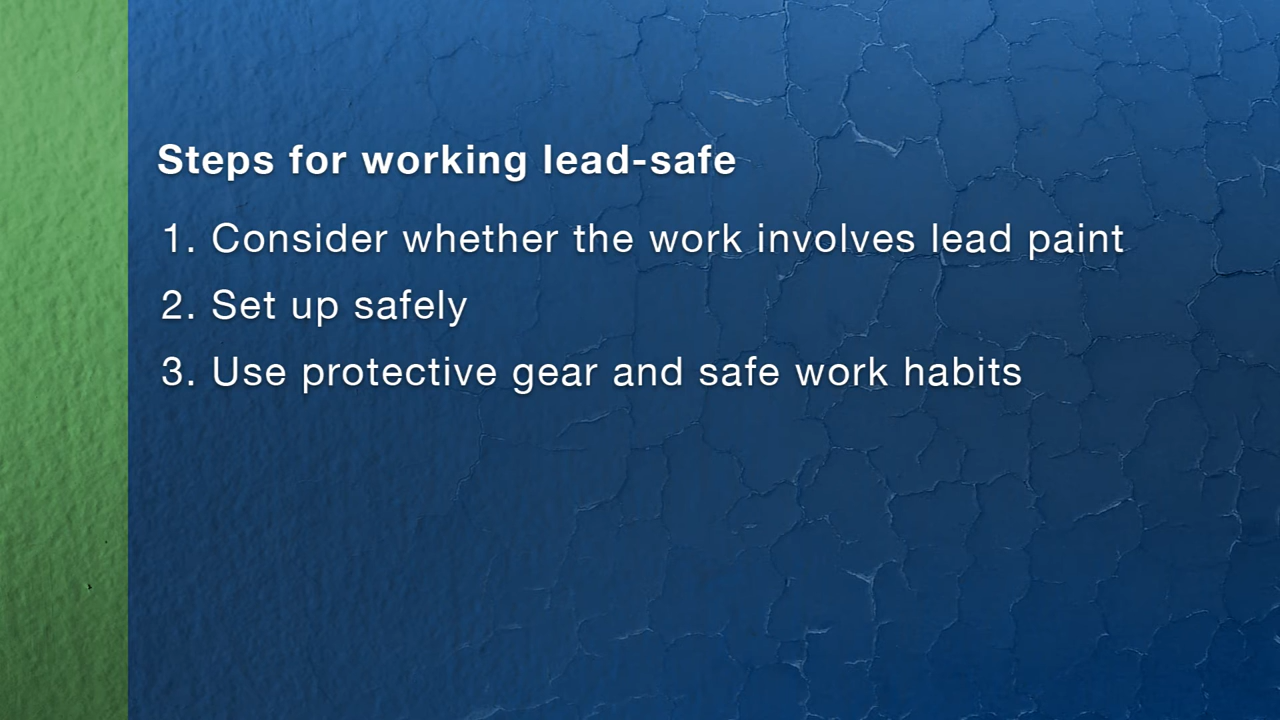 Steps for working lead-safe
1. Consider whether the work involves lead paint
2. Set up safely
3. Use protective gear and safe work habits